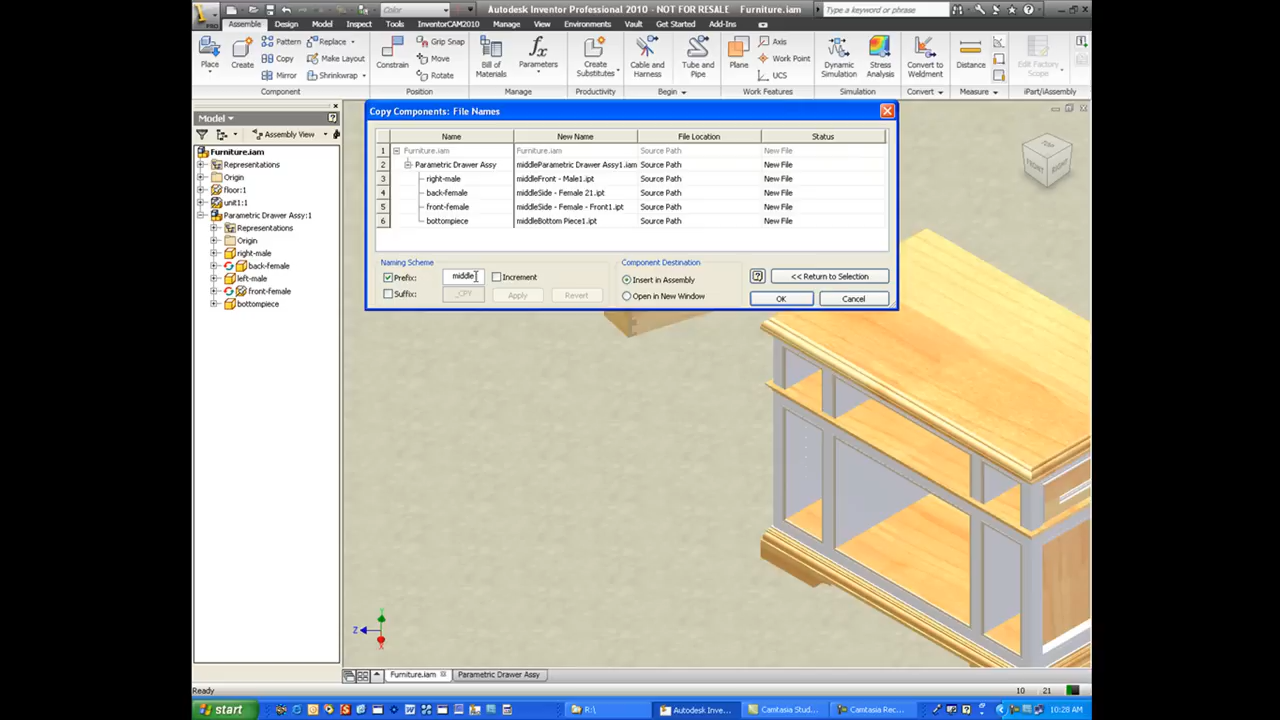 Color
Autodesk Inventor Professional 2010 - NOT FOR RESALE Furniture.iam
Type a keyword or phrase
PRO
Assemble Design Model Inspect Tools InventorCAM2010 Manage View Environments Vault Get Started Add-Ins
Place
Create
Pattern
Copy
Mirror
Replace
Make Layout
Shrinkwrap
Component
Constrain
Grip Snap
Move
Rotate
Position
Bill of Materials
Parameters
Manage
Create Substitutes
Productivity
Cable and Harness
Tube and Pipe
Begin
Plane
Axis
Work Point
UCS
Work Features
Dynamic Simulation
Stress Analysis
Simulation
Convert to Weldment
Convert
Distance
Measure
Edit Factory Scope
iPart/iAssembly
Model
Assembly View
Furniture.iam
Representations
Origin
floor:1
unit1:1
Parametric Drawer Assy:1
Representations
Origin
right-male
back-female
left-male
front-female
bottompiece
Copy Components: File Names
Name New Name File Location Status
1 Furniture.iam Furniture.iam Source Path New File
2 Parametric Drawer Assy middleParametric Drawer Assy1.iam Source Path New File
3 right-male middleFront - Male1.ipt Source Path New File
4 back-female middleSide - Female 21.ipt Source Path New File
5 front-female middleSide - Female - Front1.ipt Source Path New File
6 bottompiece middleBottom Piece1.ipt Source Path New File
Naming Scheme
Prefix: middle Increment
Suffix: _CPY Apply Revert
Component Destination
Insert in Assembly
Open in New Window
<< Return to Selection
OK Cancel
FRONT RIGHT
Y
Z
X
Furniture.iam Parametric Drawer Assy
Ready 10 21
start R:\ Autodesk Inve... Camtasia Stud... Camtasia Rec... 10:28 AM